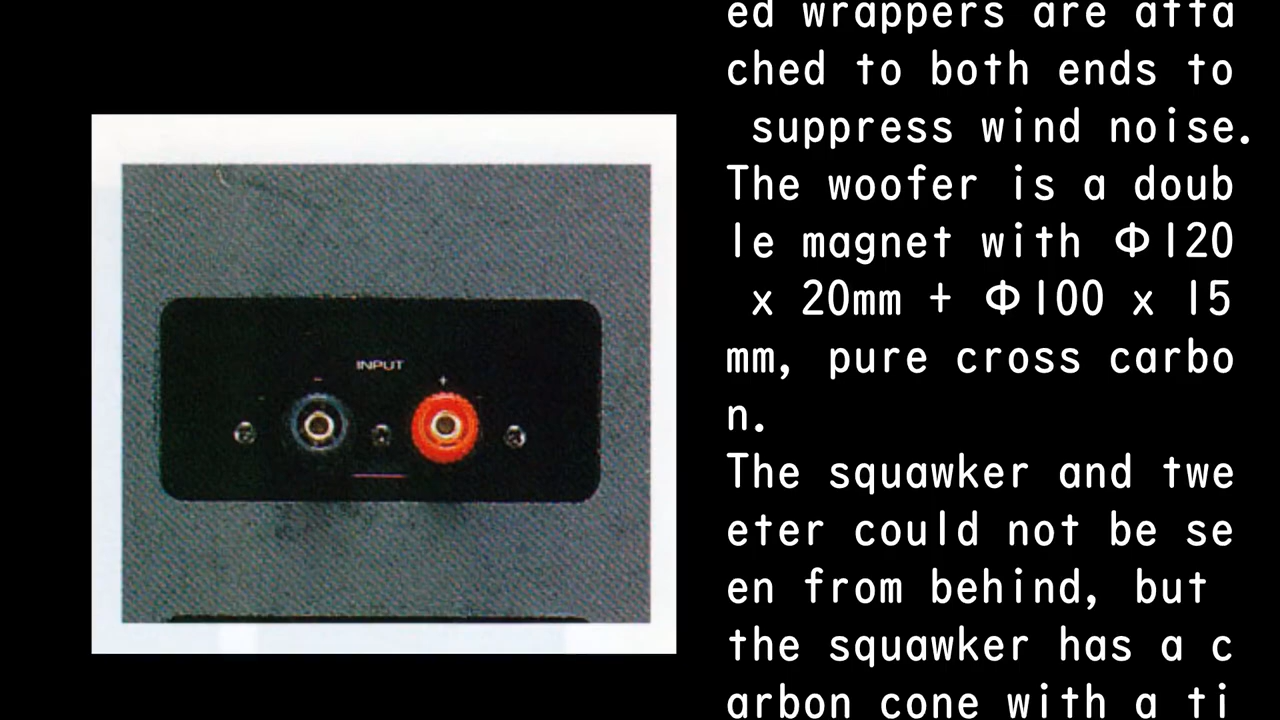 ed wrappers are atta
ched to both ends to
suppress wind noise.
The woofer is a doub
le magnet with Φ120
x 20mm + Φ100 x 15
mm, pure cross carbo
n.
The squawker and twe
eter could not be se
en from behind, but
the squawker has a c
arbon cone with a ti
INPUT
- +